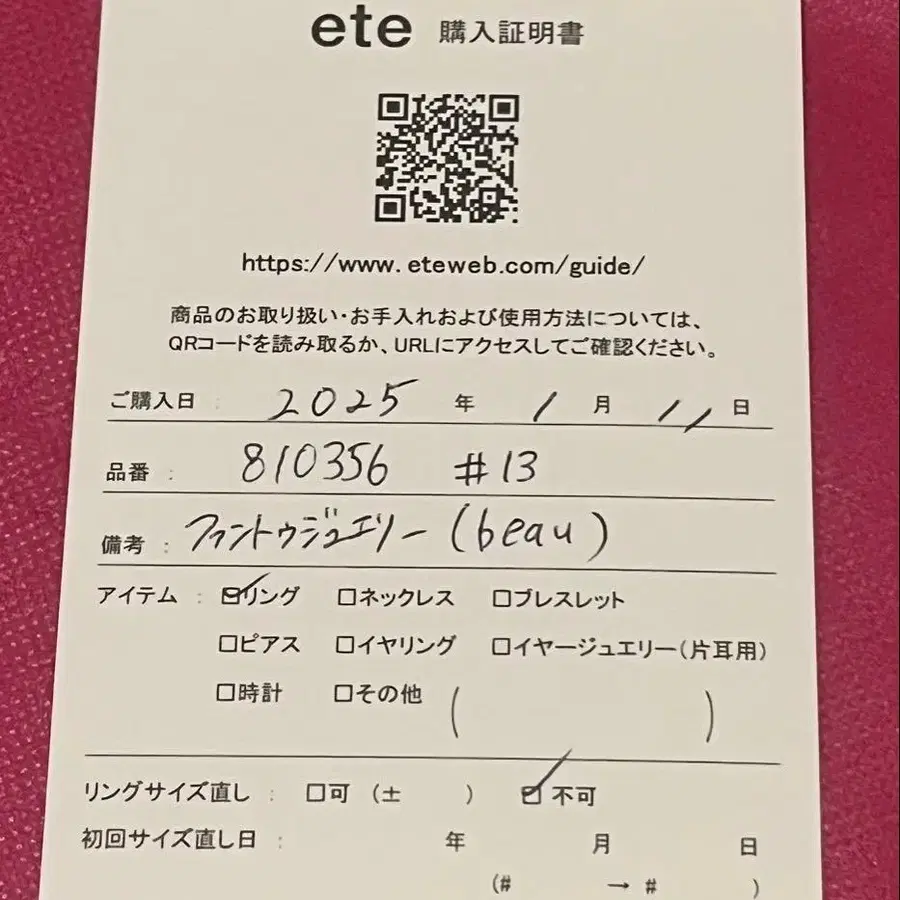 ete 購入証明書
https://www.eteweb.com/guide/
商品のお取り扱い・お手入れおよび使用方法については、
QRコードを読み取るか、URLにアクセスしてご確認ください。
ご購入日 : 2025 年 1 月 11 日
品番 : 810356 #13
備考 : ファントゥジュエリー (beau)
アイテム : ☑リング □ネックレス □ブレスレット
□ピアス □イヤリング □イヤージュエリー(片耳用)
□時計 □その他 ( )
リングサイズ直し : □可 (± ) ☑不可
初回サイズ直し日 : 年 月 日
(# → # )